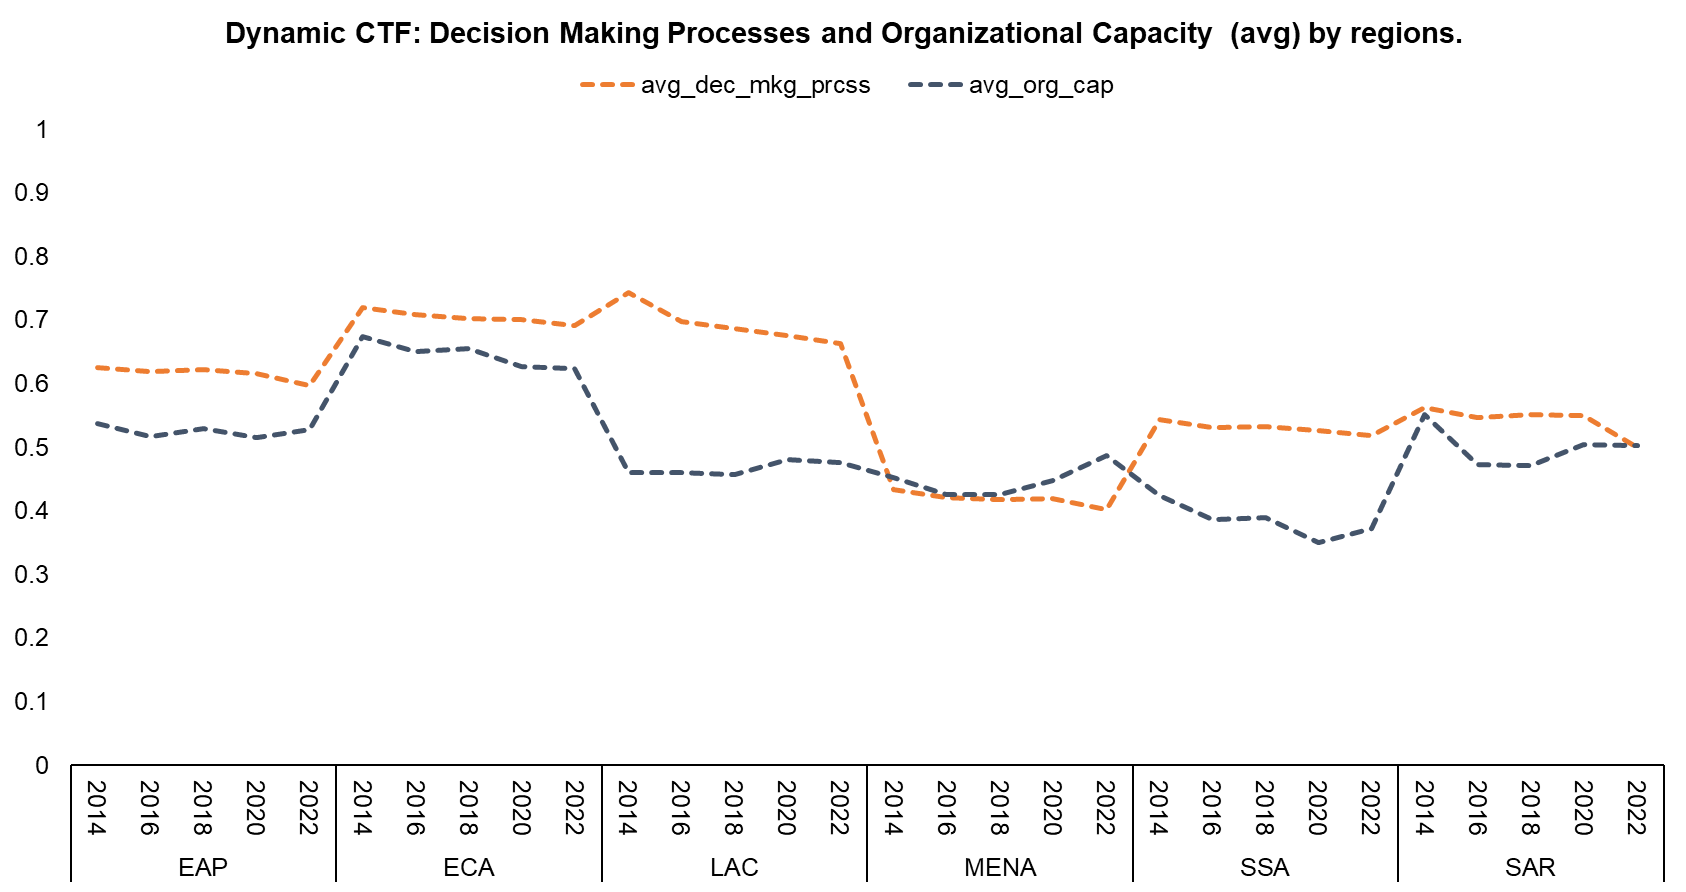 Dynamic CTF: Decision Making Processes and Organizational Capacity  (avg) by regions.
avg_dec_mkg_prcss avg_org_cap
1
0.9
0.8
0.7
0.6
0.5
0.4
0.3
0.2
0.1
0
2014 2016 2018 2020 2022 2014 2016 2018 2020 2022 2014 2016 2018 2020 2022 2014 2016 2018 2020 2022 2014 2016 2018 2020 2022 2014 2016 2018 2020 2022
EAP ECA LAC MENA SSA SAR